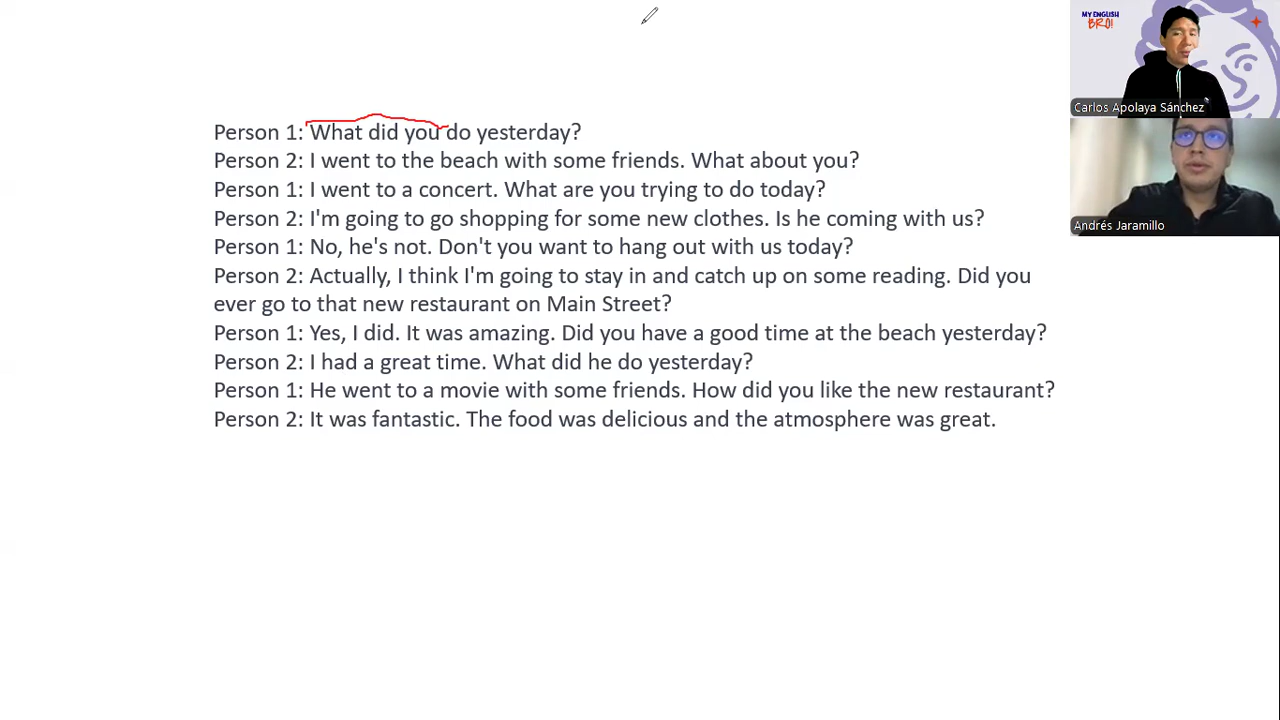 MY ENGLISH
BRO!
Carlos Apolaya Sánchez
Andrés Jaramillo
Person 1: What did you do yesterday?
Person 2: I went to the beach with some friends. What about you?
Person 1: I went to a concert. What are you trying to do today?
Person 2: I'm going to go shopping for some new clothes. Is he coming with us?
Person 1: No, he's not. Don't you want to hang out with us today?
Person 2: Actually, I think I'm going to stay in and catch up on some reading. Did you
ever go to that new restaurant on Main Street?
Person 1: Yes, I did. It was amazing. Did you have a good time at the beach yesterday?
Person 2: I had a great time. What did he do yesterday?
Person 1: He went to a movie with some friends. How did you like the new restaurant?
Person 2: It was fantastic. The food was delicious and the atmosphere was great.